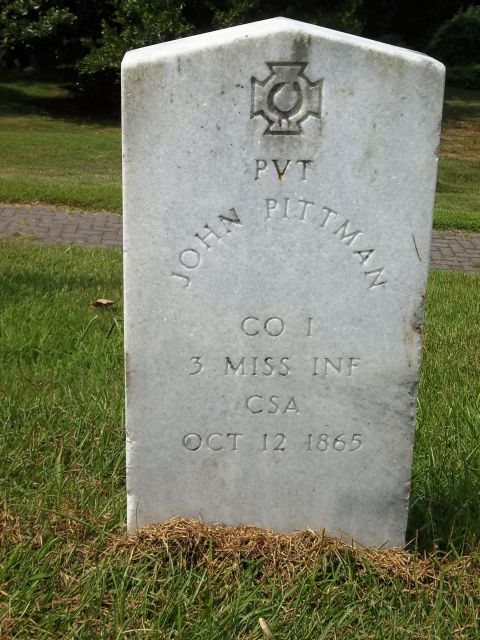 PVT
JOHN PITTMAN
CO I
3 MISS INF
CSA
OCT 12 1865